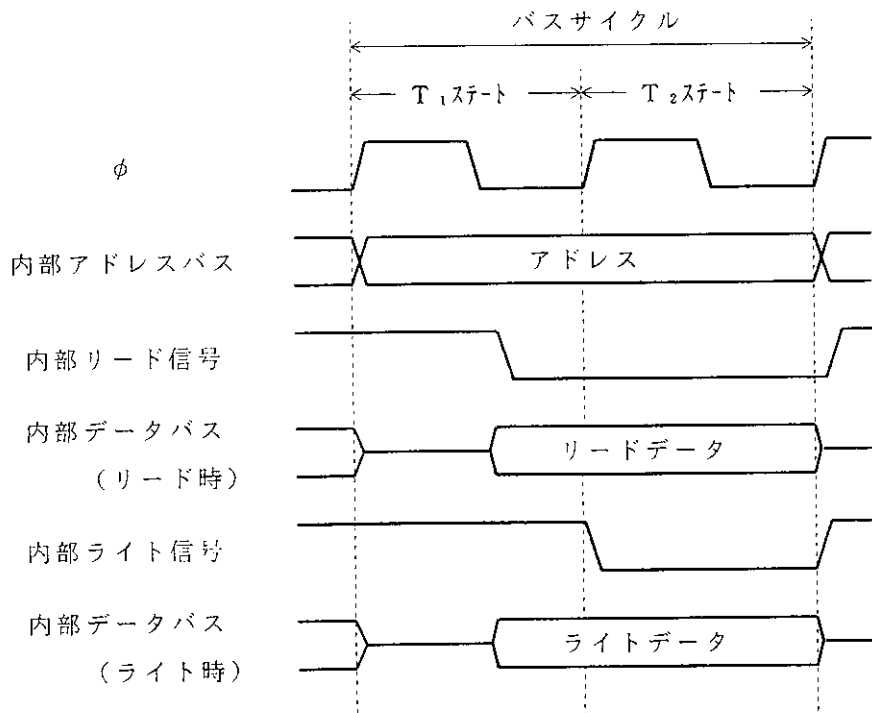 バスサイクル
T₁ステート
T₂ステート
φ
内部アドレスバス
アドレス
内部リード信号
内部データバス
(リード時)
リードデータ
内部ライト信号
内部データバス
(ライト時)
ライトデータ